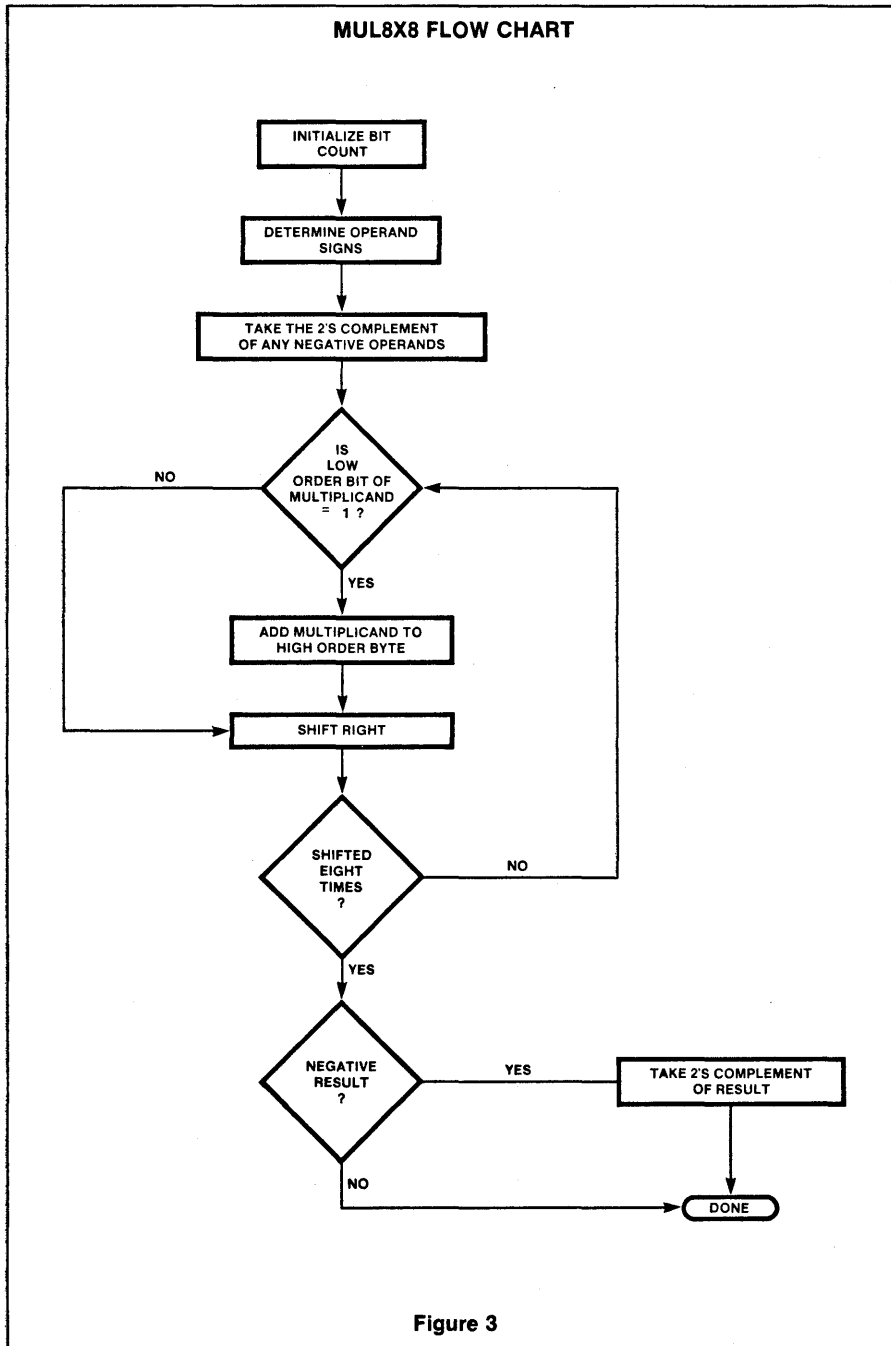 MUL8X8 FLOW CHART
INITIALIZE BIT
COUNT
DETERMINE OPERAND
SIGNS
TAKE THE 2'S COMPLEMENT
OF ANY NEGATIVE OPERANDS
IS
LOW
ORDER BIT OF
MULTIPLICAND
= 1 ?
NO
YES
ADD MULTIPLICAND TO
HIGH ORDER BYTE
SHIFT RIGHT
SHIFTED
EIGHT
TIMES
?
NO
YES
NEGATIVE
RESULT
?
YES
TAKE 2'S COMPLEMENT
OF RESULT
NO
DONE
Figure 3